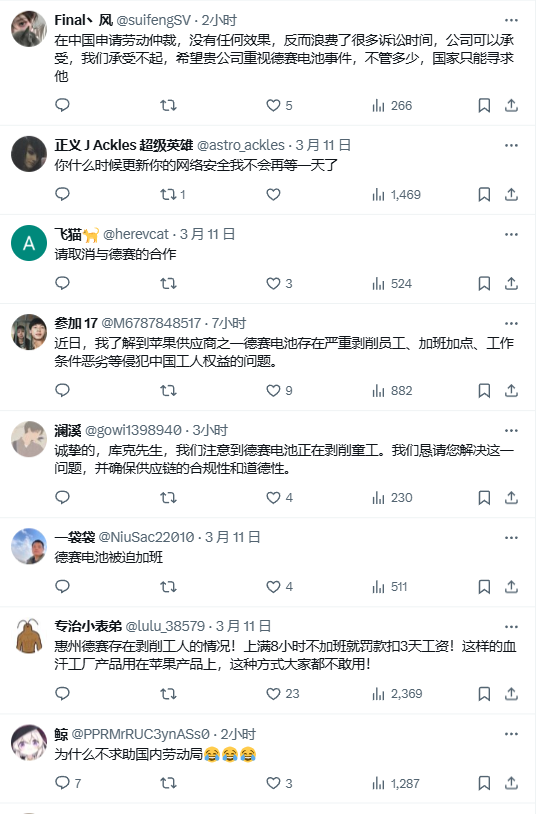 Final丶风 @suifengSV · 2小时
在中国申请劳动仲裁，没有任何效果，反而浪费了很多诉讼时间，公司可以承
受，我们承受不起，希望贵公司重视德赛电池事件，不管多少，国家只能寻求
他
5 266
正义 J Ackles 超级英雄 @astro_ackles · 3 月 11 日
你什么时候更新你的网络安全我不会再等一天了
1 1,469
A
飞猫🐈 @herevcat · 3 月 11 日
请取消与德赛的合作
3 524
参加 17 @M6787848517 · 7小时
近日，我了解到苹果供应商之一德赛电池存在严重剥削员工、加班加点、工作
条件恶劣等侵犯中国工人权益的问题。
9 882
澜溪 @gowi1398940 · 3小时
诚挚的，库克先生，我们注意到德赛电池正在剥削童工。我们恳请您解决这一
问题，并确保供应链的合规性和道德性。
4 230
一袋袋 @NiuSac22010 · 3 月 11 日
德赛电池被迫加班
4 511
专治小表弟 @lulu_38579 · 3 月 11 日
惠州德赛存在剥削工人的情况！上满8小时不加班就罚款扣3天工资！这样的血
汗工厂产品用在苹果产品上，这种方式大家都不敢用！
23 2,369
鲸 @PPRMrRUC3ynASs0 · 2小时
为什么不求助国内劳动局😂😂😂
7 3 1,287